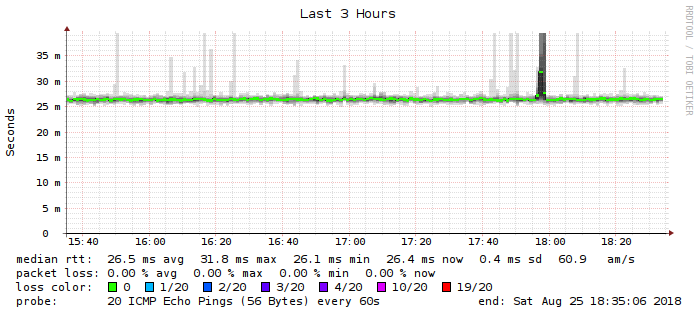 Last 3 Hours
RRDTOOL / TOBI OETIKER
Seconds
35 m
30 m
25 m
20 m
15 m
10 m
5 m
0
15:40 16:00 16:20 16:40 17:00 17:20 17:40 18:00 18:20
median rtt: 26.5 ms avg 31.8 ms max 26.1 ms min 26.4 ms now 0.4 ms sd 60.9 am/s
packet loss: 0.00 % avg 0.00 % max 0.00 % min 0.00 % now
loss color: 0 1/20 2/20 3/20 4/20 10/20 19/20
probe: 20 ICMP Echo Pings (56 Bytes) every 60s end: Sat Aug 25 18:35:06 2018